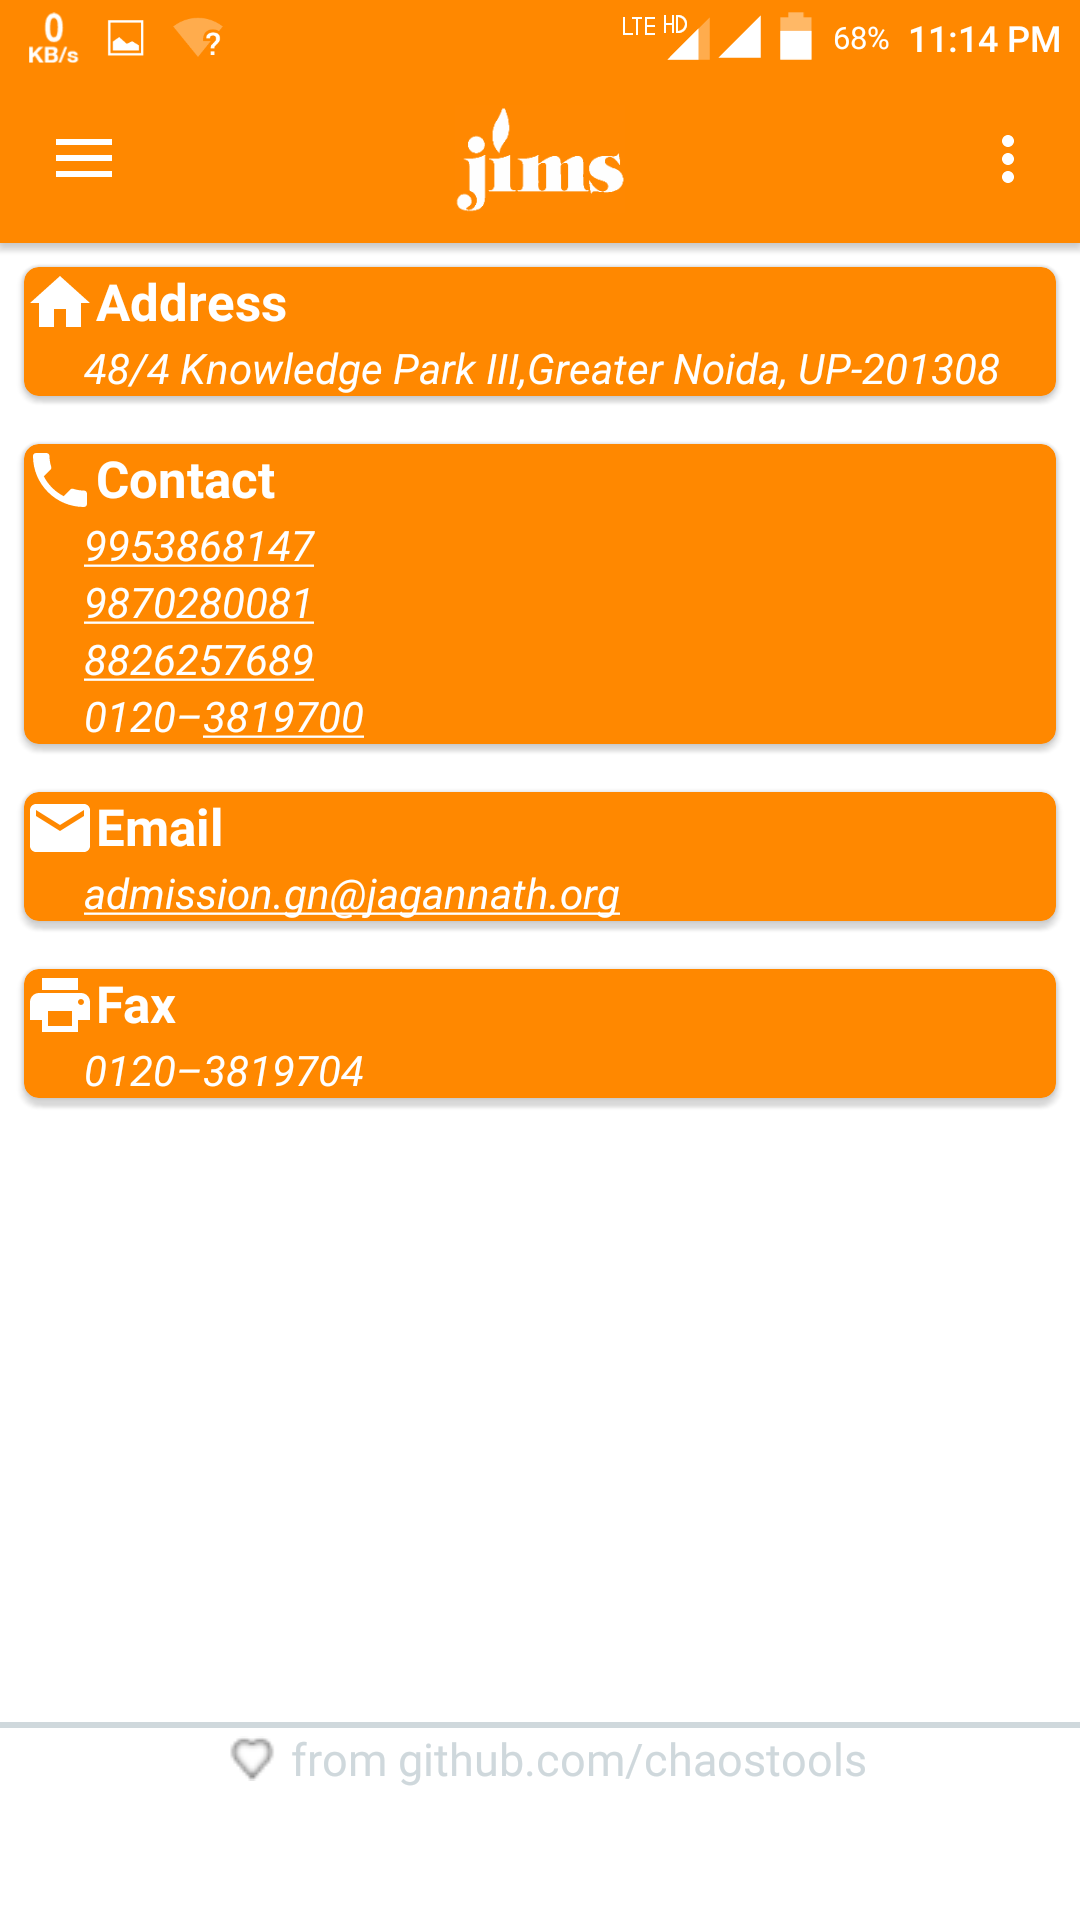 0
KB/s
?
LTE HD
68%
11:14 PM
jims
Address
48/4 Knowledge Park III,Greater Noida, UP-201308
Contact
9953868147
9870280081
8826257689
0120–3819700
Email
admission.gn@jagannath.org
Fax
0120–3819704
from github.com/chaostools